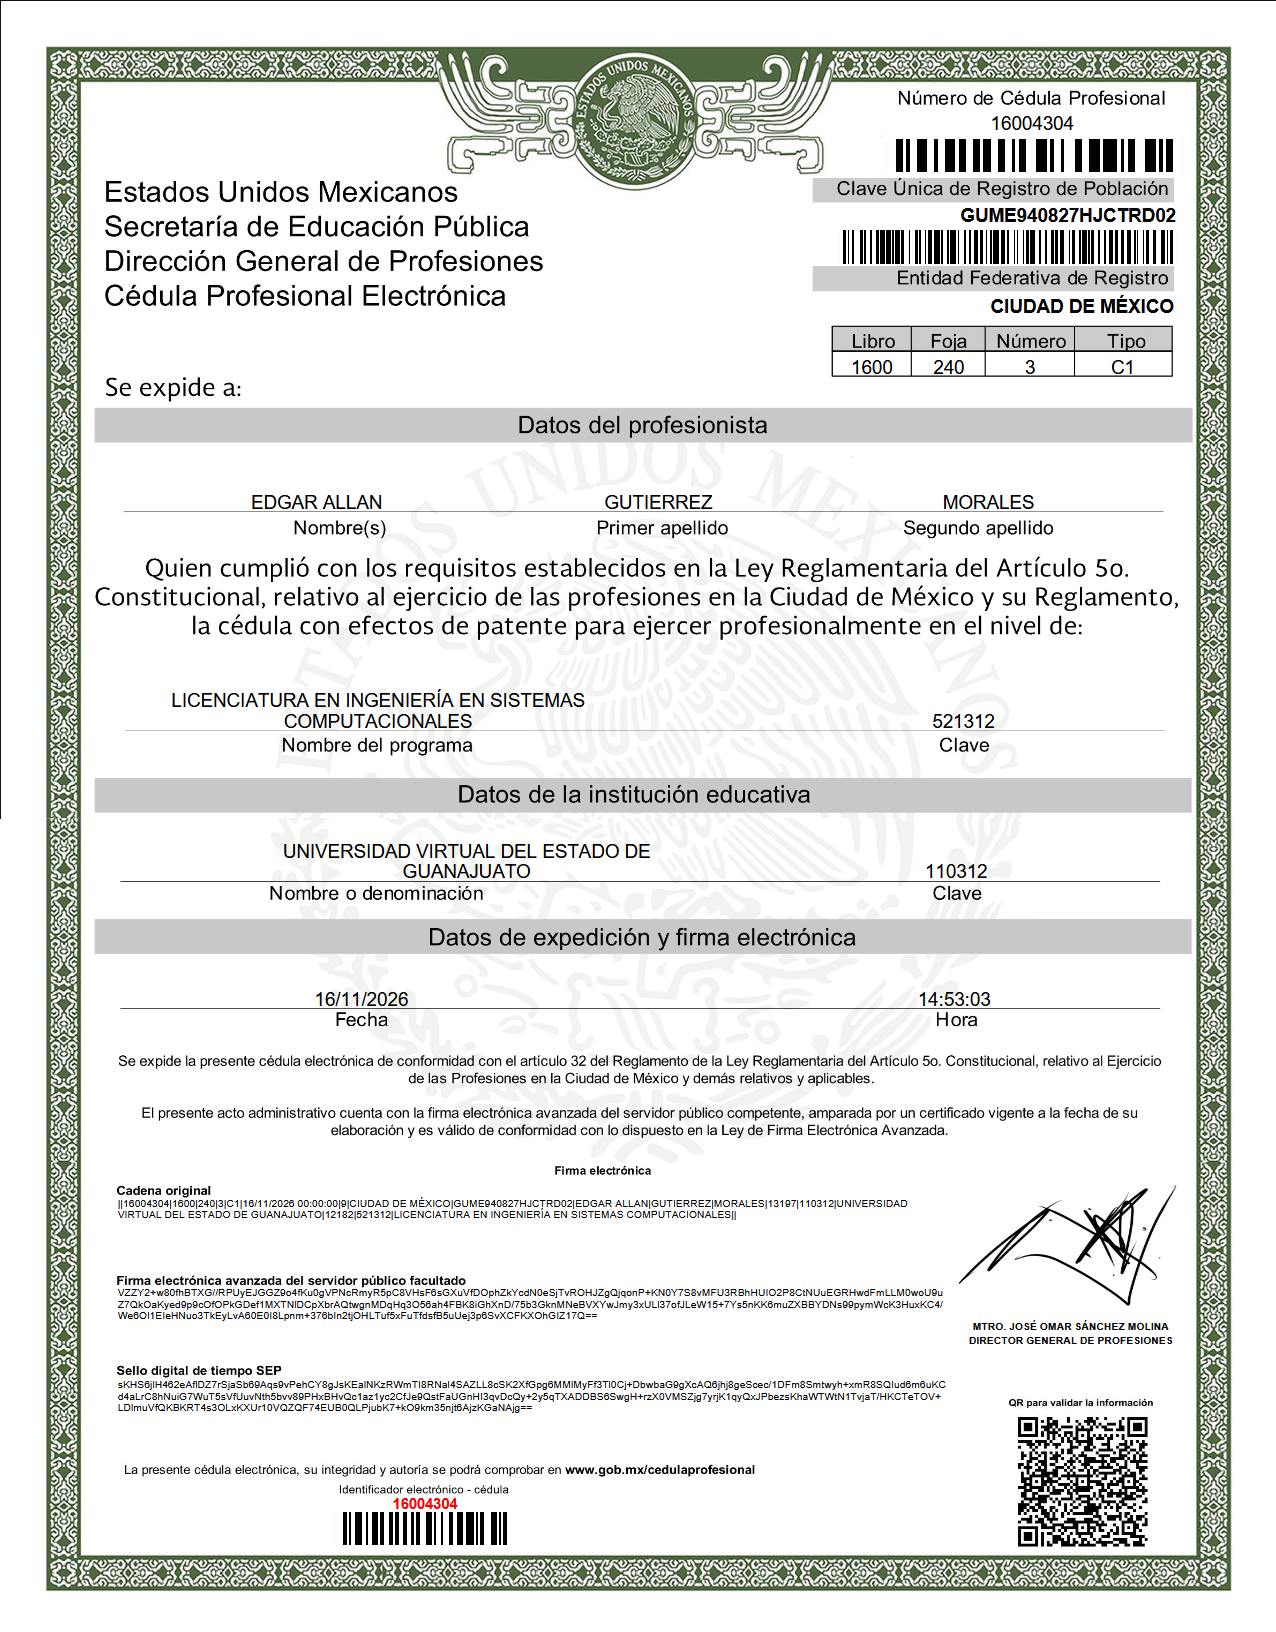 ESTADOS UNIDOS MEXICANOS
Número de Cédula Profesional
16004304
Clave Única de Registro de Población
GUME940827HJCTRD02
Entidad Federativa de Registro
CIUDAD DE MÉXICO
Libro Foja Número Tipo
1600 240 3 C1
Estados Unidos Mexicanos
Secretaría de Educación Pública
Dirección General de Profesiones
Cédula Profesional Electrónica
Se expide a:
Datos del profesionista
EDGAR ALLAN GUTIERREZ MORALES
Nombre(s) Primer apellido Segundo apellido
Quien cumplió con los requisitos establecidos en la Ley Reglamentaria del Artículo 5o.
Constitucional, relativo al ejercicio de las profesiones en la Ciudad de México y su Reglamento,
la cédula con efectos de patente para ejercer profesionalmente en el nivel de:
LICENCIATURA EN INGENIERÍA EN SISTEMAS
COMPUTACIONALES 521312
Nombre del programa Clave
Datos de la institución educativa
UNIVERSIDAD VIRTUAL DEL ESTADO DE
GUANAJUATO 110312
Nombre o denominación Clave
Datos de expedición y firma electrónica
16/11/2026 14:53:03
Fecha Hora
Se expide la presente cédula electrónica de conformidad con el artículo 32 del Reglamento de la Ley Reglamentaria del Artículo 5o. Constitucional, relativo al Ejercicio
de las Profesiones en la Ciudad de México y demás relativos y aplicables.
El presente acto administrativo cuenta con la firma electrónica avanzada del servidor público competente, amparada por un certificado vigente a la fecha de su
elaboración y es válido de conformidad con lo dispuesto en la Ley de Firma Electrónica Avanzada.
Firma electrónica
Cadena original
||16004304|1600|240|3|C1|16/11/2026 00:00:00|9|CIUDAD DE MÉXICO|GUME940827HJCTRD02|EDGAR ALLAN|GUTIERREZ|MORALES|13197|110312|UNIVERSIDAD
VIRTUAL DEL ESTADO DE GUANAJUATO|12182|521312|LICENCIATURA EN INGENIERÍA EN SISTEMAS COMPUTACIONALES||
Firma electrónica avanzada del servidor público facultado
MTRO. JOSÉ OMAR SÁNCHEZ MOLINA
DIRECTOR GENERAL DE PROFESIONES
Sello digital de tiempo SEP
QR para validar la información
La presente cédula electrónica, su integridad y autoría se podrá comprobar en www.gob.mx/cedulaprofesional
Identificador electrónico - cédula
16004304